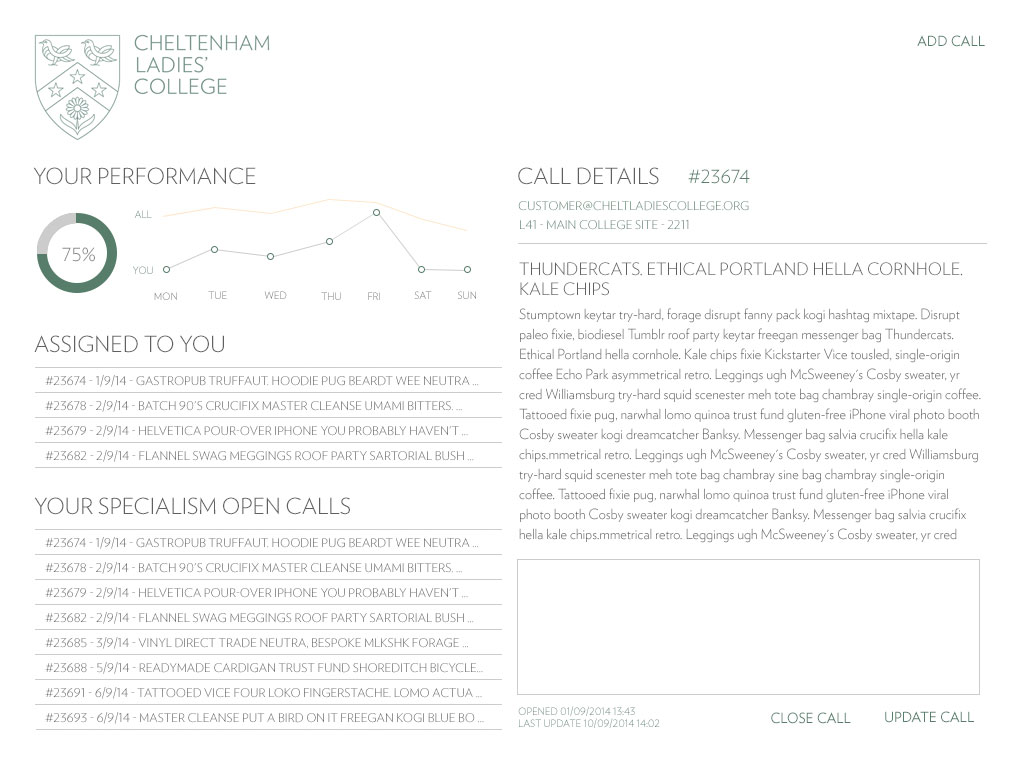 CHELTENHAM
LADIES'
COLLEGE
ADD CALL
YOUR PERFORMANCE
75%
ALL
YOU
MON
TUE
WED
THU
FRI
SAT
SUN
ASSIGNED TO YOU
#23674 - 1/9/14 - GASTROPUB TRUFFAUT. HOODIE PUG BEARDT WEE NEUTRA ...
#23678 - 2/9/14 - BATCH 90'S CRUCIFIX MASTER CLEANSE UMAMI BITTERS. ...
#23679 - 2/9/14 - HELVETICA POUR-OVER IPHONE YOU PROBABLY HAVEN'T ...
#23682 - 2/9/14 - FLANNEL SWAG MEGGINGS ROOF PARTY SARTORIAL BUSH ...
YOUR SPECIALISM OPEN CALLS
#23674 - 1/9/14 - GASTROPUB TRUFFAUT. HOODIE PUG BEARDT WEE NEUTRA ...
#23678 - 2/9/14 - BATCH 90'S CRUCIFIX MASTER CLEANSE UMAMI BITTERS. ...
#23679 - 2/9/14 - HELVETICA POUR-OVER IPHONE YOU PROBABLY HAVEN'T ...
#23682 - 2/9/14 - FLANNEL SWAG MEGGINGS ROOF PARTY SARTORIAL BUSH ...
#23685 - 3/9/14 - VINYL DIRECT TRADE NEUTRA, BESPOKE MLKSHK FORAGE ...
#23688 - 5/9/14 - READYMADE CARDIGAN TRUST FUND SHOREDITCH BICYCLE...
#23691 - 6/9/14 - TATTOOED VICE FOUR LOKO FINGERSTACHE. LOMO ACTUA ...
#23693 - 6/9/14 - MASTER CLEANSE PUT A BIRD ON IT FREEGAN KOGI BLUE BO ...
CALL DETAILS #23674
CUSTOMER@CHELTLADIESCOLLEGE.ORG
L41 - MAIN COLLEGE SITE - 2211
THUNDERCATS. ETHICAL PORTLAND HELLA CORNHOLE.
KALE CHIPS
Stumptown keytar try-hard, forage disrupt fanny pack kogi hashtag mixtape. Disrupt
paleo fixie, biodiesel Tumblr roof party keytar freegan messenger bag Thundercats.
Ethical Portland hella cornhole. Kale chips fixie Kickstarter Vice tousled, single-origin
coffee Echo Park asymmetrical retro. Leggings ugh McSweeney's Cosby sweater, yr
cred Williamsburg try-hard squid scenester meh tote bag chambray single-origin coffee.
Tattooed fixie pug, narwhal lomo quinoa trust fund gluten-free iPhone viral photo booth
Cosby sweater kogi dreamcatcher Banksy. Messenger bag salvia crucifix hella kale
chips.mmetrical retro. Leggings ugh McSweeney's Cosby sweater, yr cred Williamsburg
try-hard squid scenester meh tote bag chambray sine bag chambray single-origin
coffee. Tattooed fixie pug, narwhal lomo quinoa trust fund gluten-free iPhone viral
photo booth Cosby sweater kogi dreamcatcher Banksy. Messenger bag salvia crucifix
hella kale chips.mmetrical retro. Leggings ugh McSweeney's Cosby sweater, yr cred
OPENED 01/09/2014 13:43
LAST UPDATE 10/09/2014 14:02
CLOSE CALL
UPDATE CALL